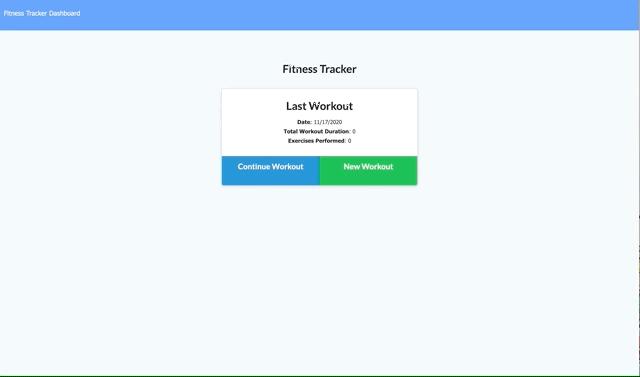 Fitness Tracker Dashboard
Fitness Tracker
Last Workout
Date: 11/17/2020
Total Workout Duration: 0
Exercises Performed: 0
Continue Workout New Workout